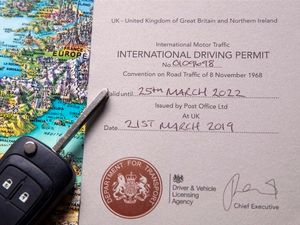 EUROPE
UK - United Kingdom of Great Britain and Northern Ireland
International Motor Traffic
INTERNATIONAL DRIVING PERMIT
No.
Convention on Road Traffic of 8 November 1968
Valid until 25TH MARCH 2022
Issued by Post Office Ltd
At UK
Date 21ST MARCH 2019
DEPARTMENT FOR TRANSPORT
Driver & Vehicle
Licensing
Agency
Chief Executive